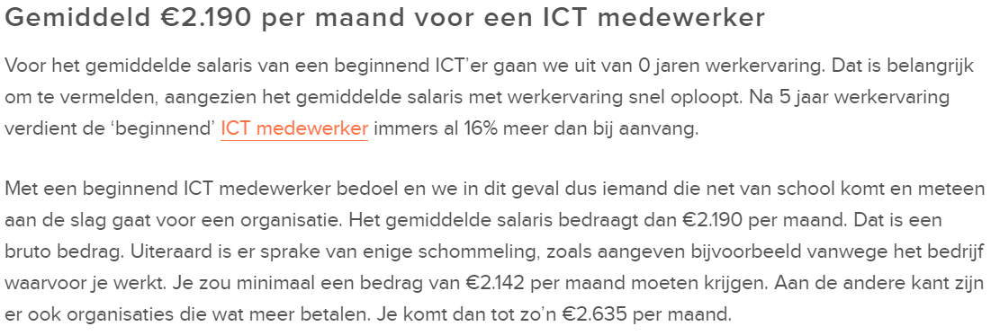 Gemiddeld €2.190 per maand voor een ICT medewerker
Voor het gemiddelde salaris van een beginnend ICT’er gaan we uit van 0 jaren werkervaring. Dat is belangrijk
om te vermelden, aangezien het gemiddelde salaris met werkervaring snel oploopt. Na 5 jaar werkervaring
verdient de ‘beginnend’ ICT medewerker immers al 16% meer dan bij aanvang.
Met een beginnend ICT medewerker bedoel en we in dit geval dus iemand die net van school komt en meteen
aan de slag gaat voor een organisatie. Het gemiddelde salaris bedraagt dan €2.190 per maand. Dat is een
bruto bedrag. Uiteraard is er sprake van enige schommeling, zoals aangeven bijvoorbeeld vanwege het bedrijf
waarvoor je werkt. Je zou minimaal een bedrag van €2.142 per maand moeten krijgen. Aan de andere kant zijn
er ook organisaties die wat meer betalen. Je komt dan tot zo’n €2.635 per maand.